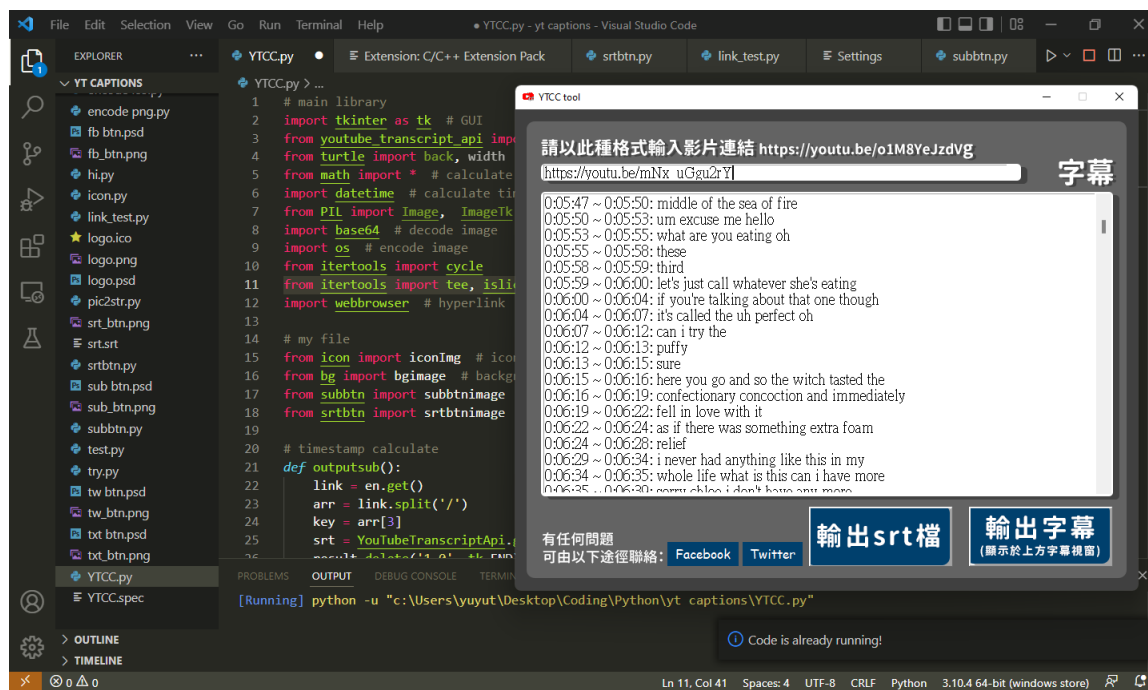 File Edit Selection View Go Run Terminal Help
● YTCC.py - yt captions - Visual Studio Code
EXPLORER ···
YTCC.py ●
Extension: C/C++ Extension Pack
srtbtn.py
link_test.py
Settings
subbtn.py
1
YT CAPTIONS
encode png.py
fb btn.psd
fb_btn.png
hi.py
icon.py
link_test.py
logo.ico
logo.png
logo.psd
pic2str.py
srt_btn.png
srt.srt
srtbtn.py
sub btn.psd
sub_btn.png
subbtn.py
test.py
try.py
tw btn.psd
tw_btn.png
txt btn.psd
txt_btn.png
YTCC.py
YTCC.spec
OUTLINE
TIMELINE
YTCC.py > ...
1 # main library
2 import tkinter as tk # GUI
3 from youtube_transcript_api impo
4 from turtle import back, width
5 from math import * # calculate
6 import datetime # calculate tim
7 from PIL import Image, ImageTk
8 import base64 # decode image
9 import os # encode image
10 from itertools import cycle
11 from itertools import tee, isli
12 import webbrowser # hyperlink
13
14 # my file
15 from icon import iconImg # ico
16 from bg import bgimage # backg
17 from subbtn import subbtnimage
18 from srtbtn import srtbtnimage
19
20 # timestamp calculate
21 def outputsub():
22 link = en.get()
23 arr = link.split('/')
24 key = arr[3]
25 srt = YouTubeTranscriptApi.g
YTCC tool
請以此種格式輸入影片連結 https://youtu.be/o1M8YeJzdVg
https://youtu.be/mNx_uGgu2rY
字幕
0:05:47 ~ 0:05:50: middle of the sea of fire
0:05:50 ~ 0:05:53: um excuse me hello
0:05:53 ~ 0:05:55: what are you eating oh
0:05:55 ~ 0:05:58: these
0:05:58 ~ 0:05:59: third
0:05:59 ~ 0:06:00: let's just call whatever she's eating
0:06:00 ~ 0:06:04: if you're talking about that one though
0:06:04 ~ 0:06:07: it's called the uh perfect oh
0:06:07 ~ 0:06:12: can i try the
0:06:12 ~ 0:06:13: puffy
0:06:13 ~ 0:06:15: sure
0:06:15 ~ 0:06:16: here you go and so the witch tasted the
0:06:16 ~ 0:06:19: confectionary concoction and immediately
0:06:19 ~ 0:06:22: fell in love with it
0:06:22 ~ 0:06:24: as if there was something extra foam
0:06:24 ~ 0:06:28: relief
0:06:29 ~ 0:06:34: i never had anything like this in my
0:06:34 ~ 0:06:35: whole life what is this can i have more
0:06:35 ~ 0:06:39: sorry chloe i don't have any more
有任何問題
可由以下途徑聯絡:
Facebook
Twitter
輸出srt檔
輸出字幕
(顯示於上方字幕視窗)
PROBLEMS OUTPUT DEBUG CONSOLE TERMIN
[Running] python -u "c:\Users\yuyut\Desktop\Coding\Python\yt captions\YTCC.py"
Code is already running!
0 0
Ln 11, Col 41 Spaces: 4 UTF-8 CRLF Python 3.10.4 64-bit (windows store)